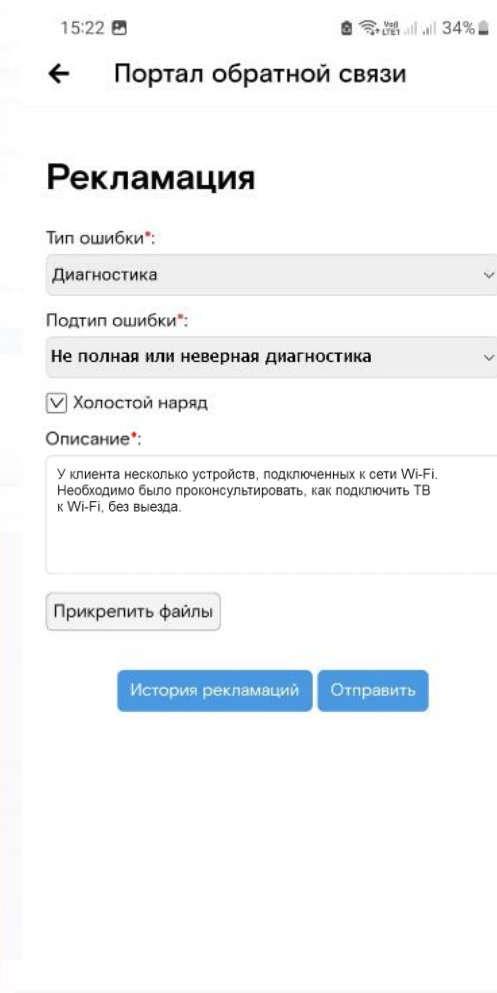 15:22 Vo) LTE1 34%
Портал обратной связи
Рекламация
Тип ошибки*:
Диагностика
Подтип ошибки*:
Не полная или неверная диагностика
Холостой наряд
Описание*:
У клиента несколько устройств, подключенных к сети Wi-Fi.
Необходимо было проконсультировать, как подключить ТВ
к Wi-Fi, без выезда.
Прикрепить файлы
История рекламаций Отправить